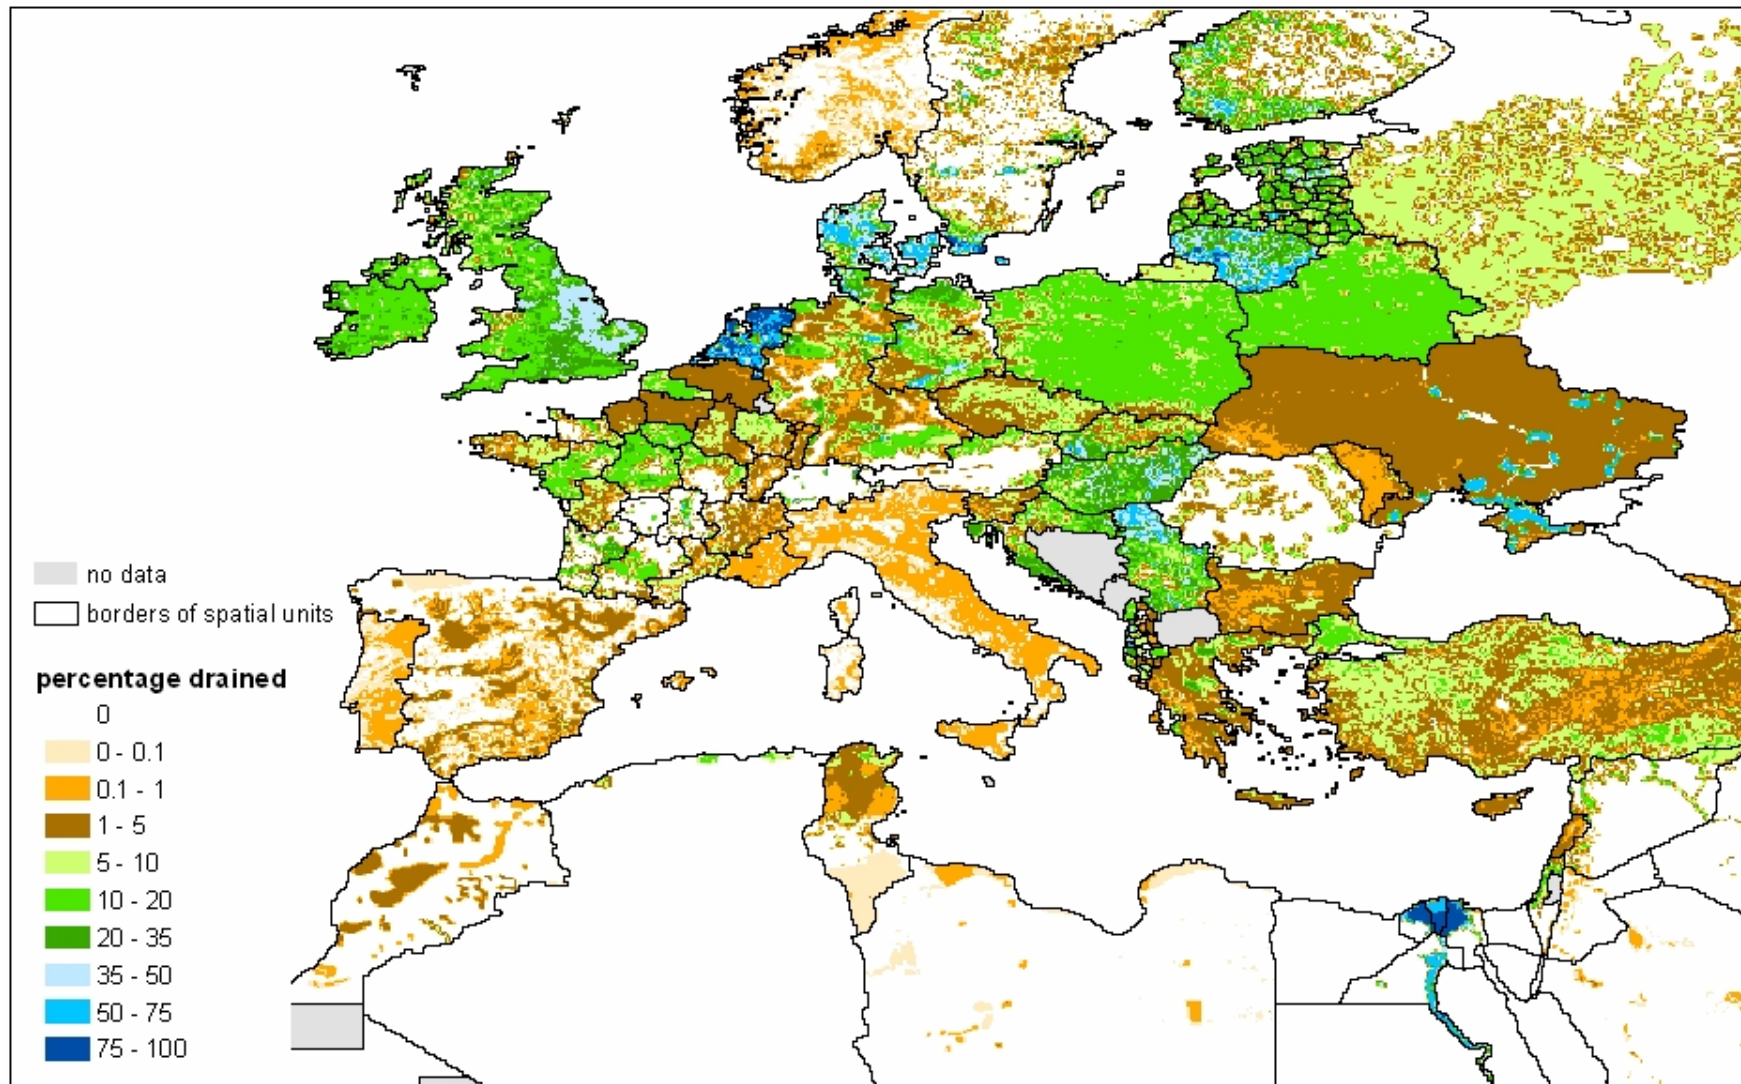 no data
borders of spatial units
percentage drained
0
0 - 0.1
0.1 - 1
1 - 5
5 - 10
10 - 20
20 - 35
35 - 50
50 - 75
75 - 100